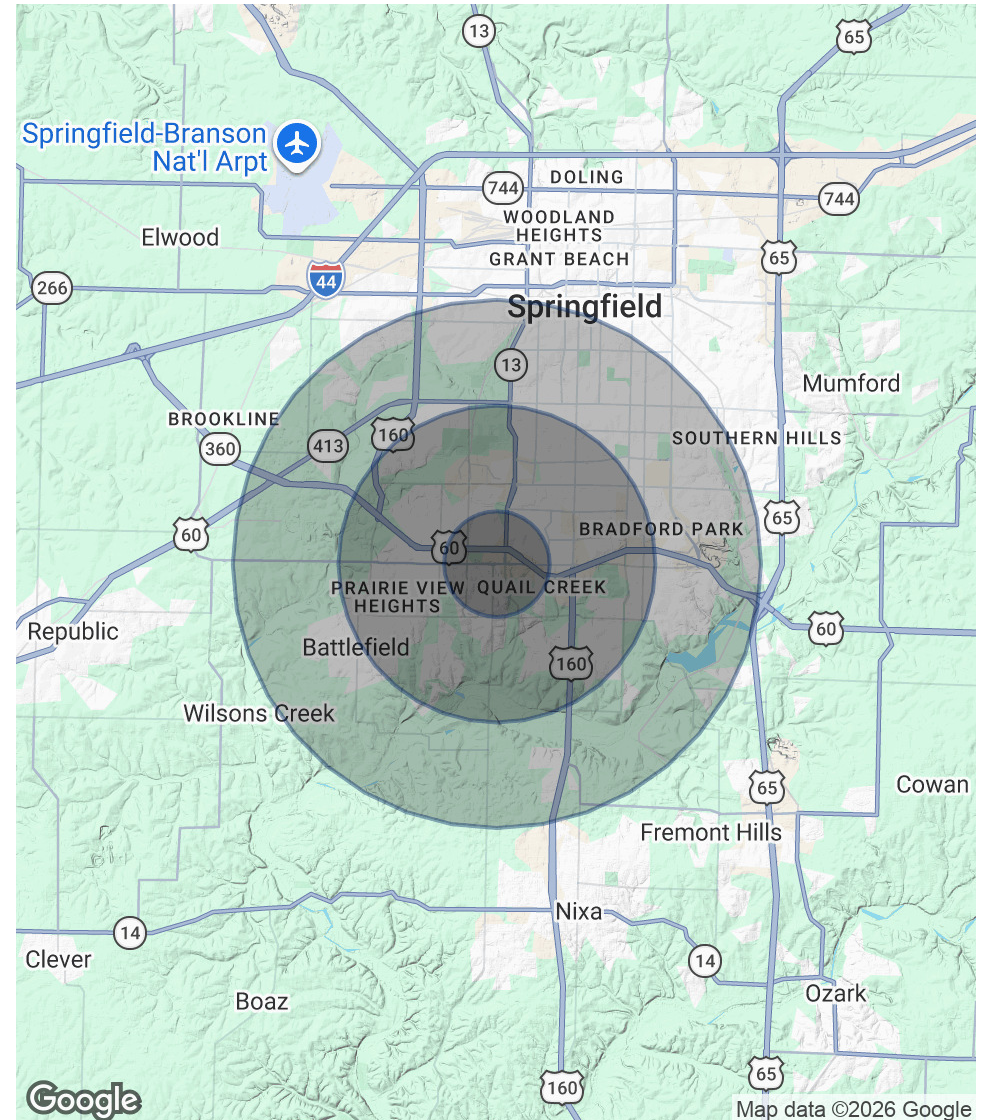 13
65
Springfield-Branson
Nat'l Arpt
744
DOLING
744
WOODLAND
HEIGHTS
Elwood
GRANT BEACH
65
44
266
Springfield
13
Mumford
BROOKLINE
360
413
160
SOUTHERN HILLS
60
65
BRADFORD PARK
60
PRAIRIE VIEW
HEIGHTS
QUAIL CREEK
Republic
60
Battlefield
160
Wilsons Creek
65
Cowan
Fremont Hills
Nixa
14
14
Clever
Boaz
Ozark
65
160
Google
Map data ©2026 Google